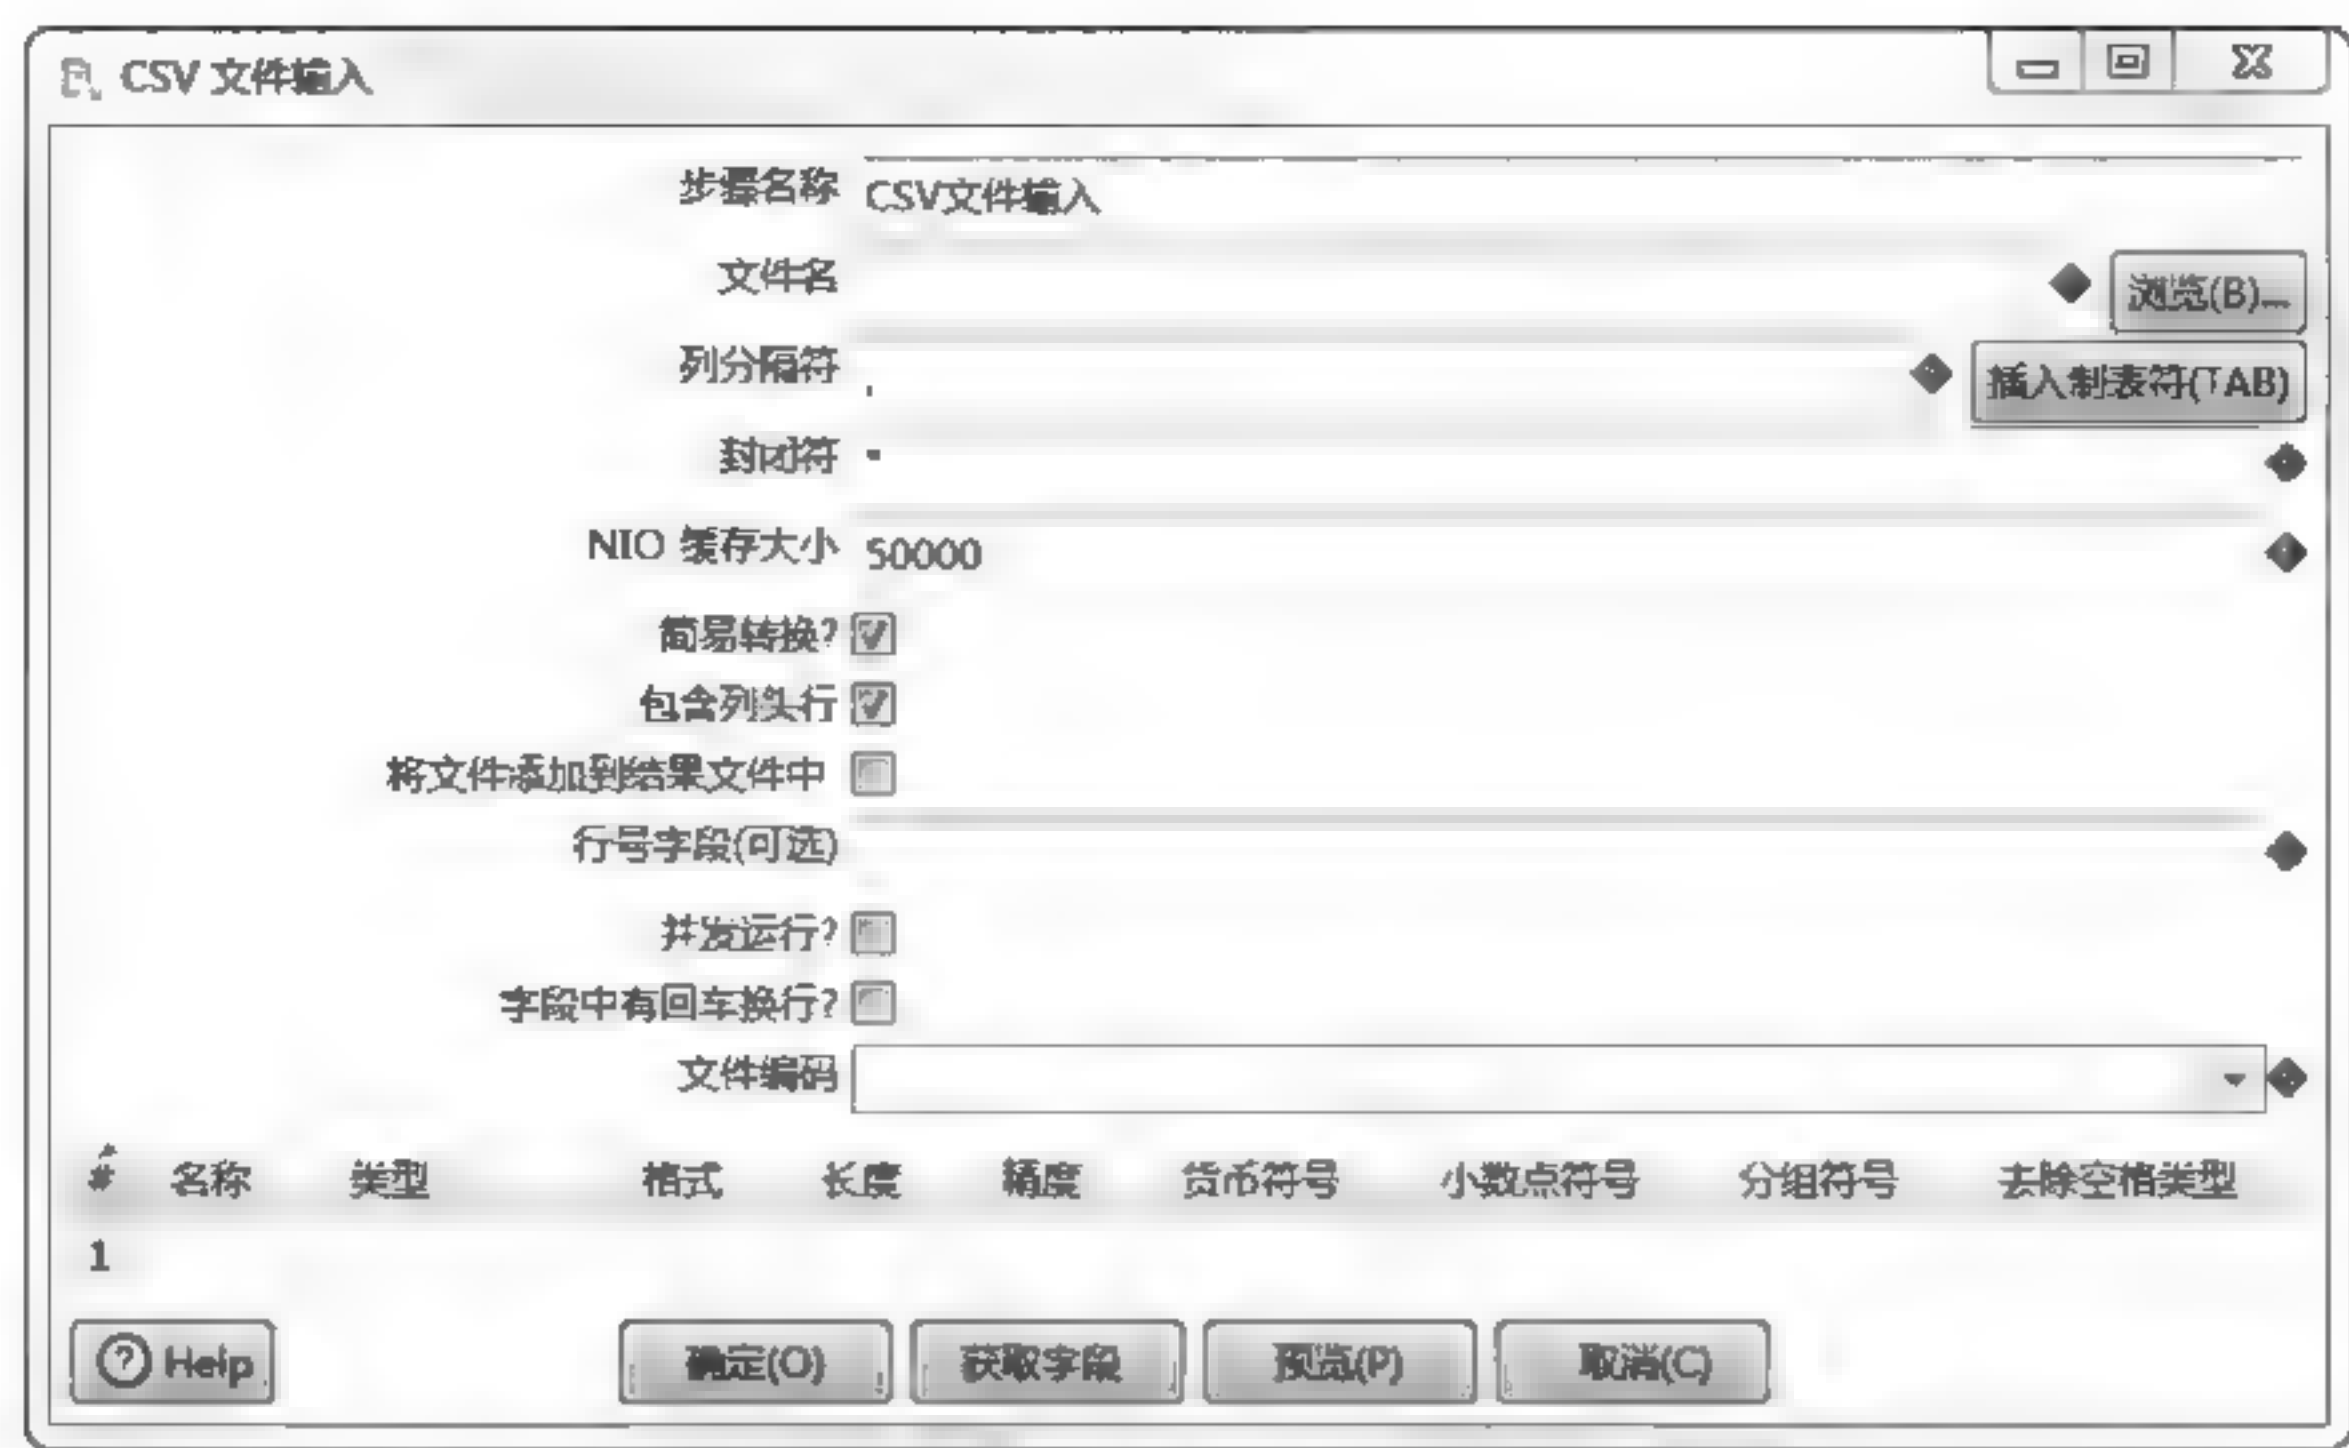 CSV 文件输入
步骤名称 CSV文件输入
文件名 浏览(B)...
列分隔符 , 插入制表符(TAB)
封闭符 "
NIO 缓存大小 50000
简易转换?
包含列头行
将文件添加到结果文件中
行号字段(可选)
并发运行?
字段中有回车换行?
文件编码
# 名称 类型 格式 长度 精度 货币符号 小数点符号 分组符号 去除空格类型
1
Help 确定(O) 获取字段 预览(P) 取消(C)